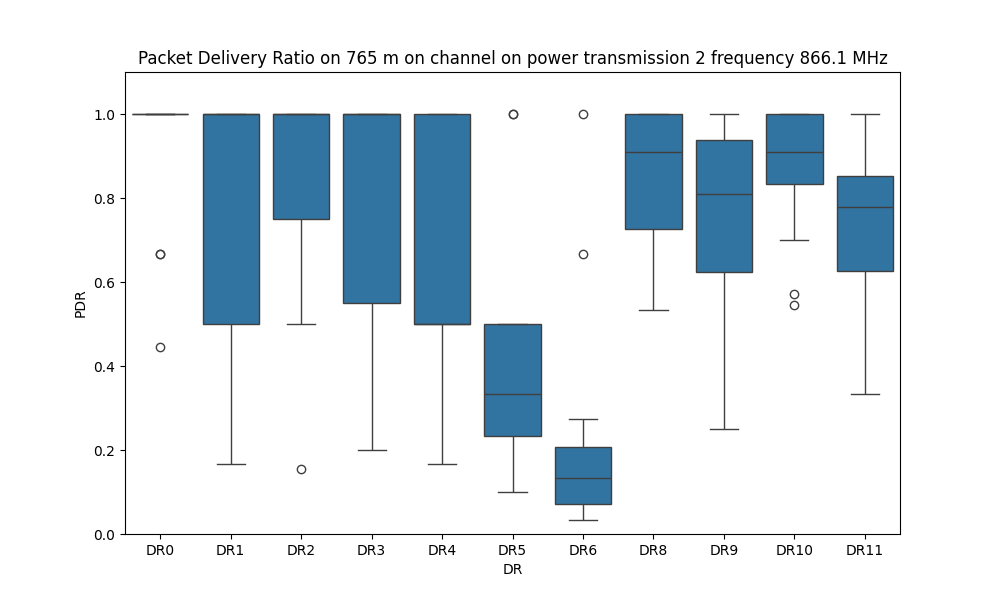 Packet Delivery Ratio on 765 m on channel on power transmission 2 frequency 866.1 MHz
PDR
1.0
0.8
0.6
0.4
0.2
0.0
DR0 DR1 DR2 DR3 DR4 DR5 DR6 DR8 DR9 DR10 DR11
DR